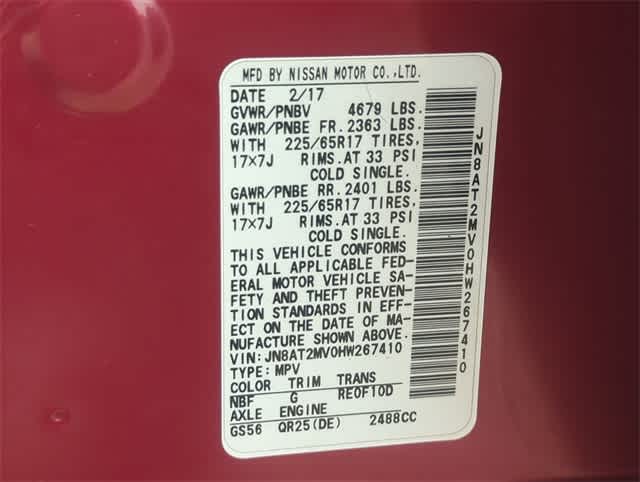 MFD BY NISSAN MOTOR CO.,LTD.
DATE 2/17
GVWR/PNBV 4679 LBS.
GAWR/PNBE FR. 2363 LBS.
WITH 225/65R17 TIRES,
17×7J RIMS. AT 33 PSI
COLD SINGLE.
GAWR/PNBE RR. 2401 LBS.
WITH 225/65R17 TIRES,
17×7J RIMS. AT 33 PSI
COLD SINGLE.
THIS VEHICLE CONFORMS
TO ALL APPLICABLE FED-
ERAL MOTOR VEHICLE SA-
FETY AND THEFT PREVEN-
TION STANDARDS IN EFF-
ECT ON THE DATE OF MA-
NUFACTURE SHOWN ABOVE.
VIN: JN8AT2MV0HW267410
TYPE: MPV
COLOR TRIM TRANS
NBF G RE0F10D
AXLE ENGINE
GS56 QR25(DE) 2488CC
JN8AT2MV0HW267410